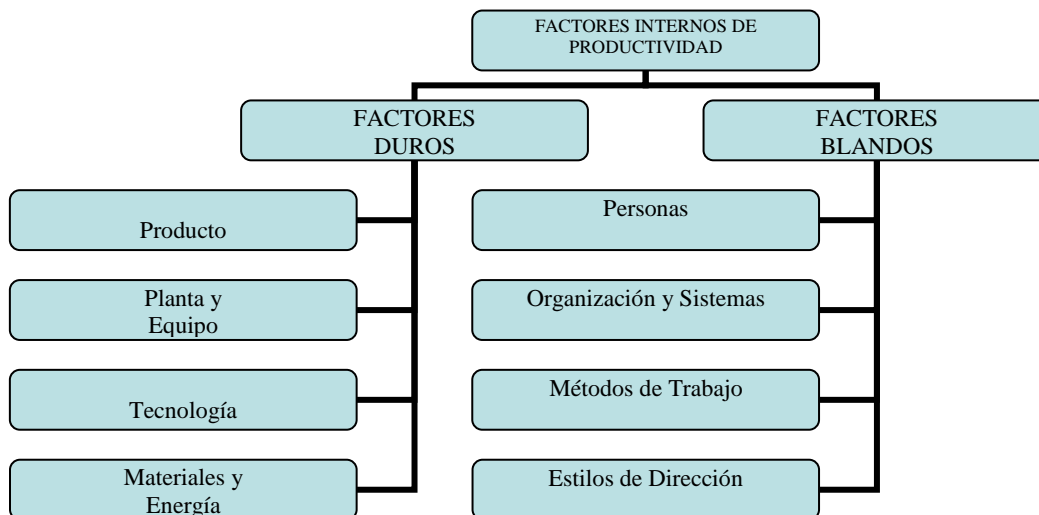 FACTORES INTERNOS DE
PRODUCTIVIDAD
FACTORES
DUROS
FACTORES
BLANDOS
Producto
Planta y
Equipo
Tecnología
Materiales y
Energía
Personas
Organización y Sistemas
Métodos de Trabajo
Estilos de Dirección